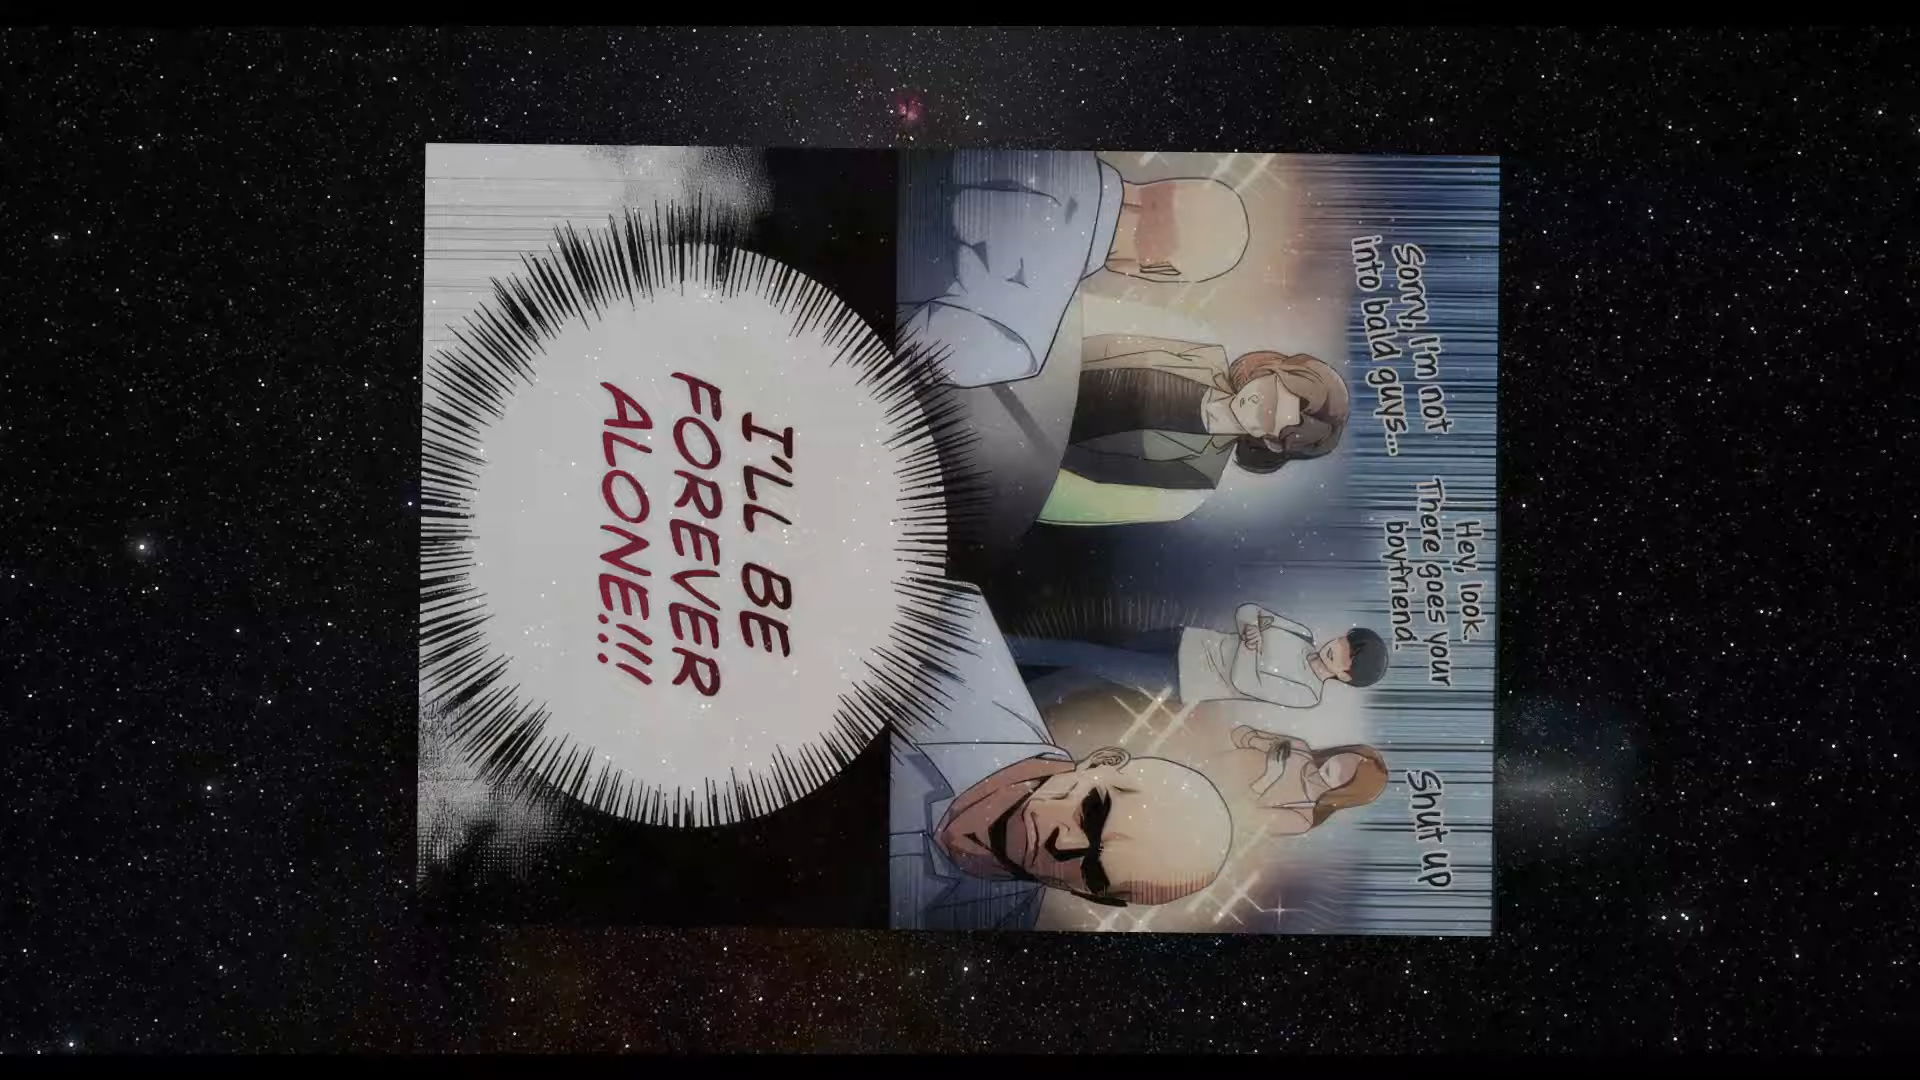 Hey, look.
There goes your
boyfriend.
Shut up
Sorry, I'm not
into bald guys...
I'LL BE
FOREVER
ALONE!!!